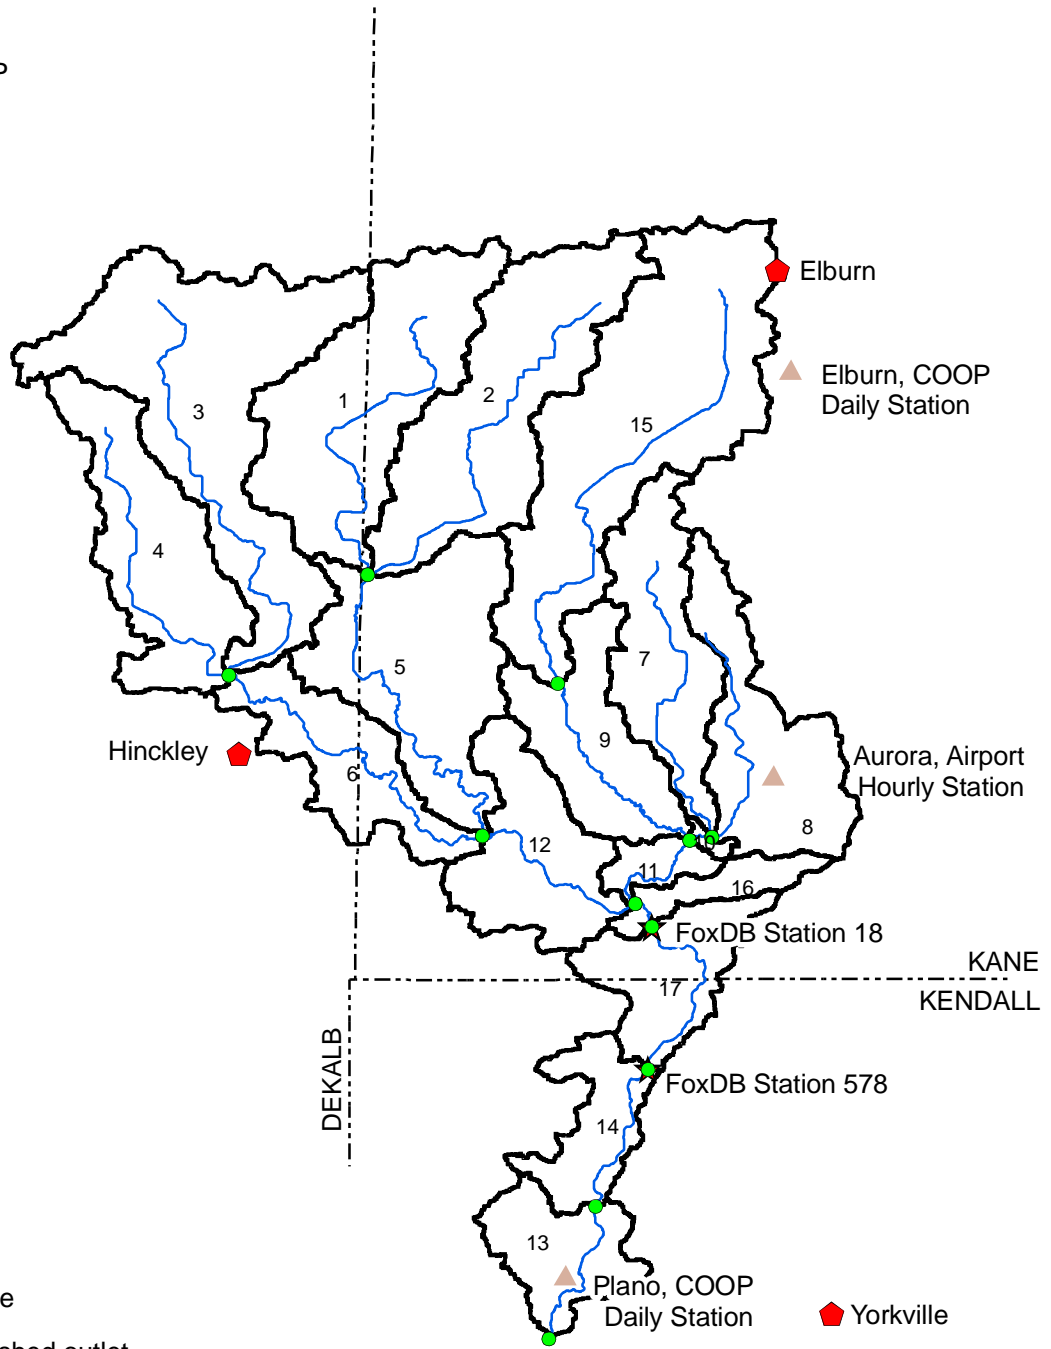 P
Elburn
Elburn, COOP
Daily Station
1
2
3
15
4
5
7
9
Hinckley
6
Aurora, Airport
Hourly Station
8
12
11
16
FoxDB Station 18
KANE
17
KENDALL
DEKALB
FoxDB Station 578
14
13
Plano, COOP
Daily Station
Yorkville
e